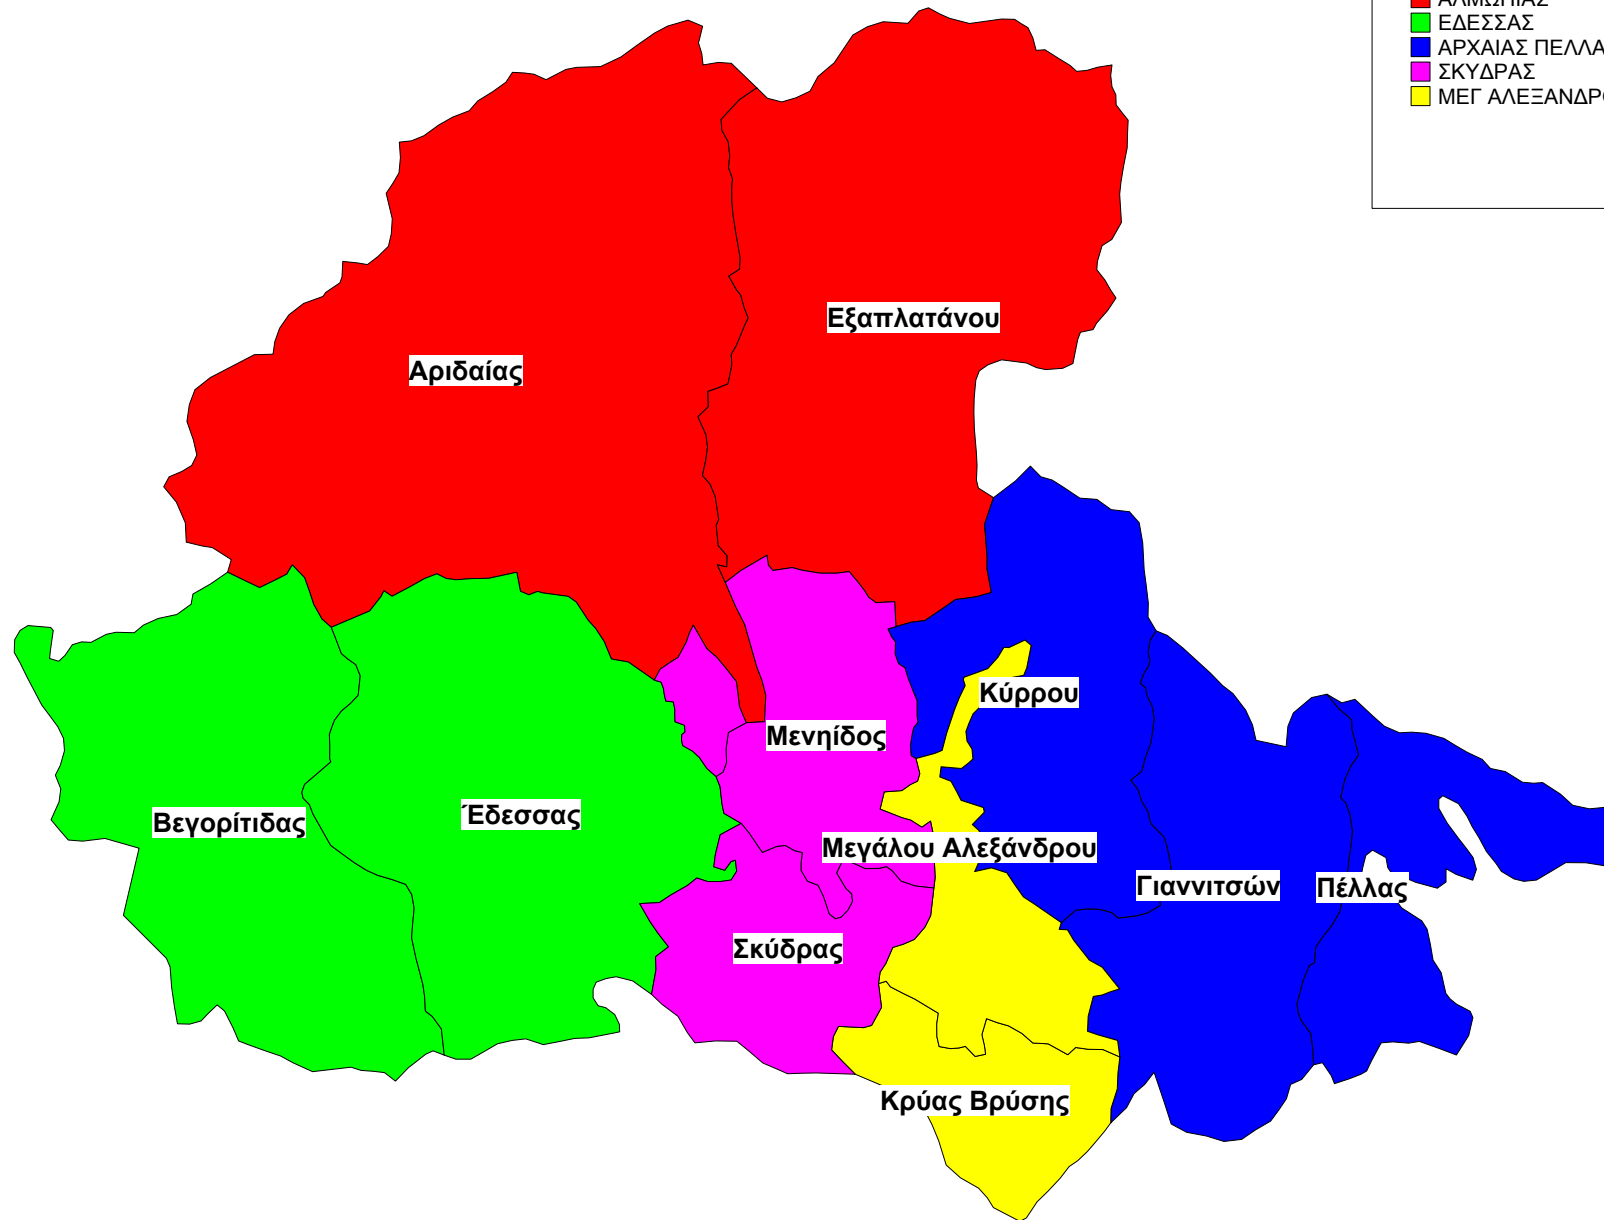 ΕΔΕΣΣΑΣ
ΑΡΧΑΙΑΣ ΠΕΛΛΑ
ΣΚΥΔΡΑΣ
ΜΕΓ ΑΛΕΞΑΝΔΡ
Εξαπλατάνου
Αριδαίας
Κύρρου
Μενηίδος
Έδεσσας
Βεγορίτιδας
Μεγάλου Αλεξάνδρου
Γιαννιτσών
Πέλλας
Σκύδρας
Κρύας Βρύσης